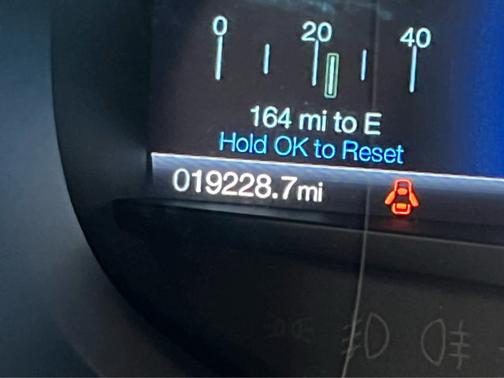 0 20 40
164 mi to E
Hold OK to Reset
019228.7mi